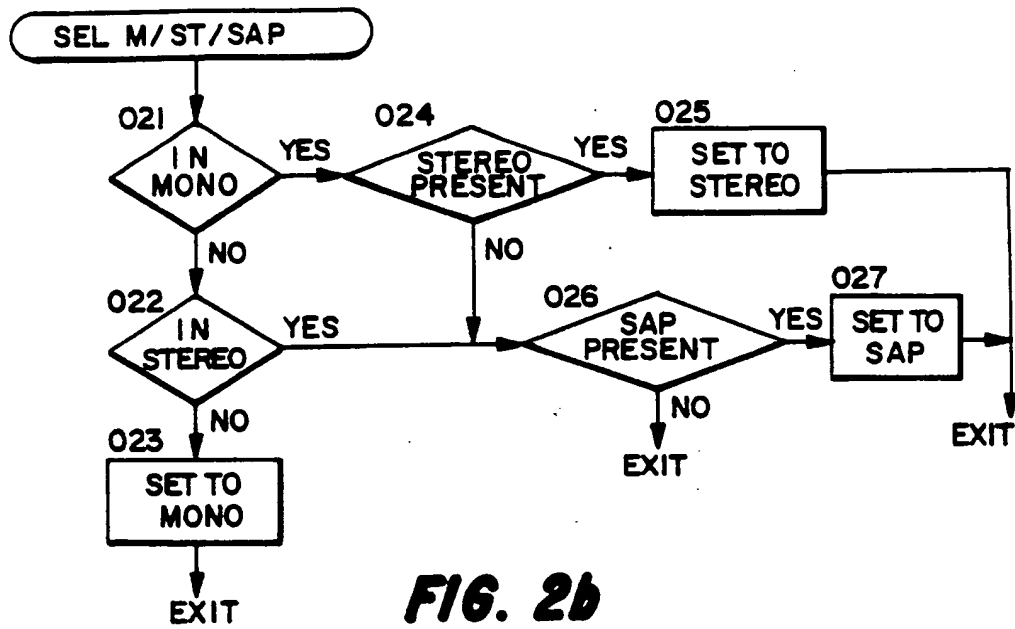 SEL M/ST/SAP
021
IN
MONO
YES
NO
024
STEREO
PRESENT
YES
NO
025
SET TO
STEREO
022
IN
STEREO
YES
NO
026
SAP
PRESENT
YES
NO
EXIT
027
SET TO
SAP
EXIT
023
SET TO
MONO
EXIT
FIG. 2b